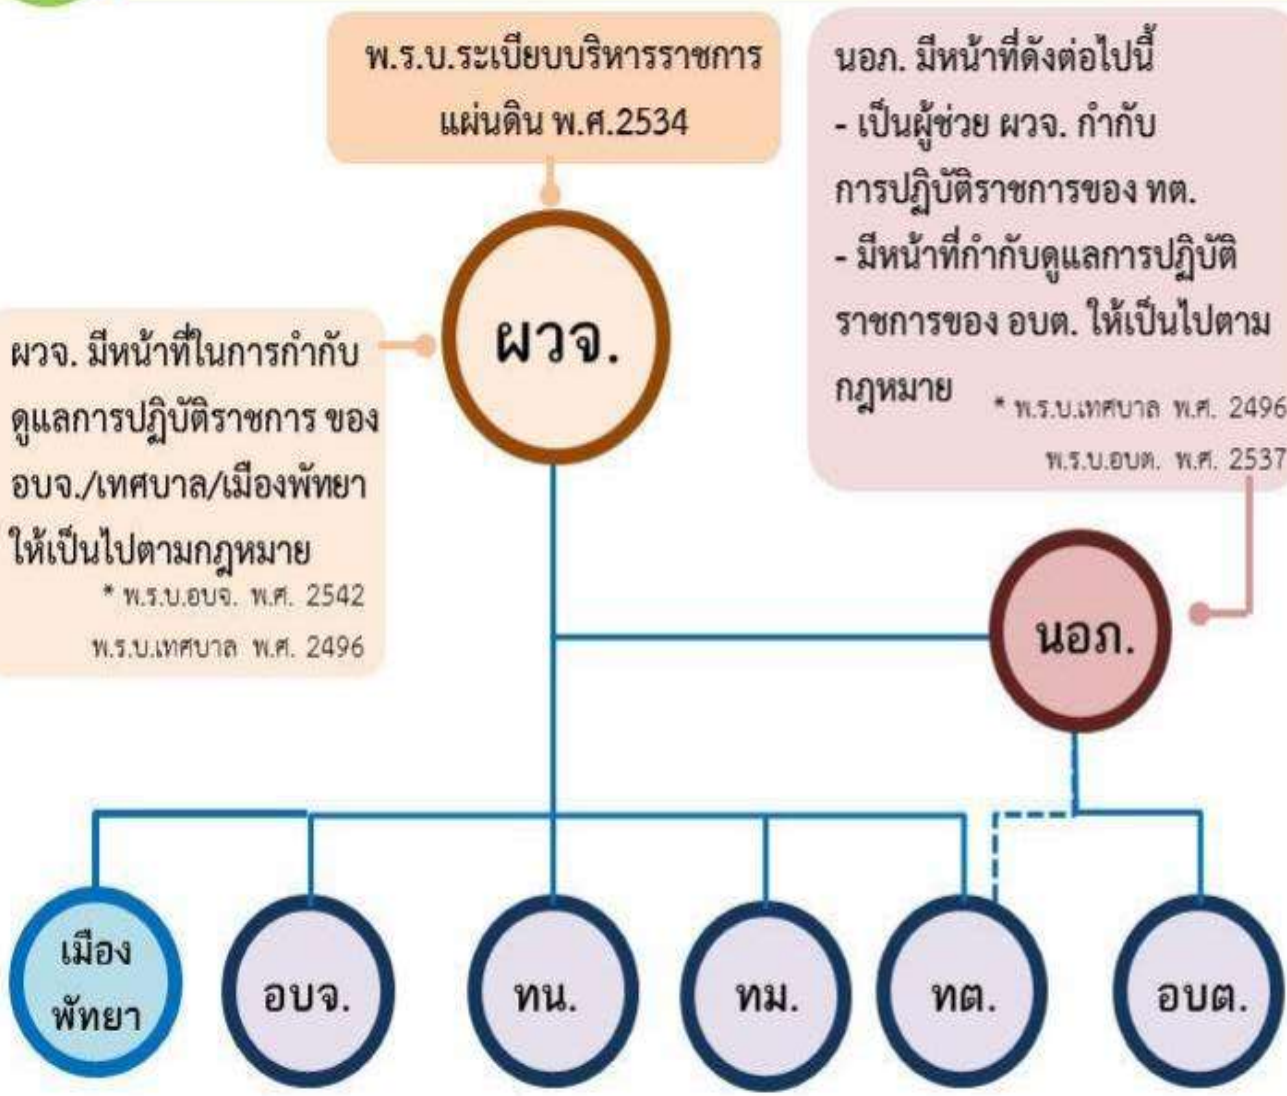 พ.ร.บ.ระเบียบบริหารราชการ
แผ่นดิน พ.ศ.2534
นอภ. มีหน้าที่ดังต่อไปนี้
- เป็นผู้ช่วย ผวจ. กำกับ
การปฏิบัติราชการของ ทต.
- มีหน้าที่กำกับดูแลการปฏิบัติ
ราชการของ อบต. ให้เป็นไปตาม
กฎหมาย
* พ.ร.บ.เทศบาล พ.ศ. 2496
พ.ร.บ.อบต. พ.ศ. 2537
ผวจ.
ผวจ. มีหน้าที่ในการกำกับ
ดูแลการปฏิบัติราชการ ของ
อบจ./เทศบาล/เมืองพัทยา
ให้เป็นไปตามกฎหมาย
* พ.ร.บ.อบจ. พ.ศ. 2542
พ.ร.บ.เทศบาล พ.ศ. 2496
นอภ.
เมือง
พัทยา
อบจ.
ทน.
ทม.
ทต.
อบต.